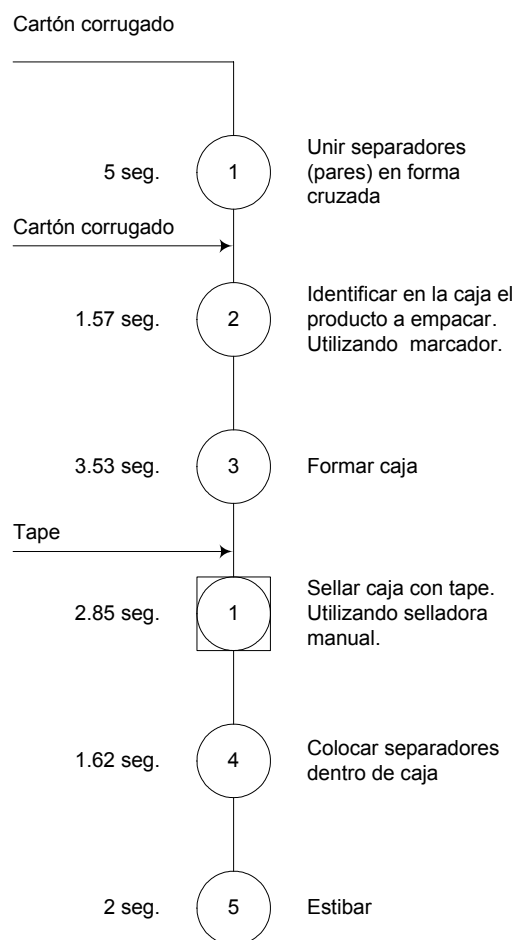 Cartón corrugado
5 seg.
1
Unir separadores
(pares) en forma
cruzada
Cartón corrugado
1.57 seg.
2
Identificar en la caja el
producto a empacar.
Utilizando marcador.
3.53 seg.
3
Formar caja
Tape
2.85 seg.
1
Sellar caja con tape.
Utilizando selladora
manual.
1.62 seg.
4
Colocar separadores
dentro de caja
2 seg.
5
Estibar